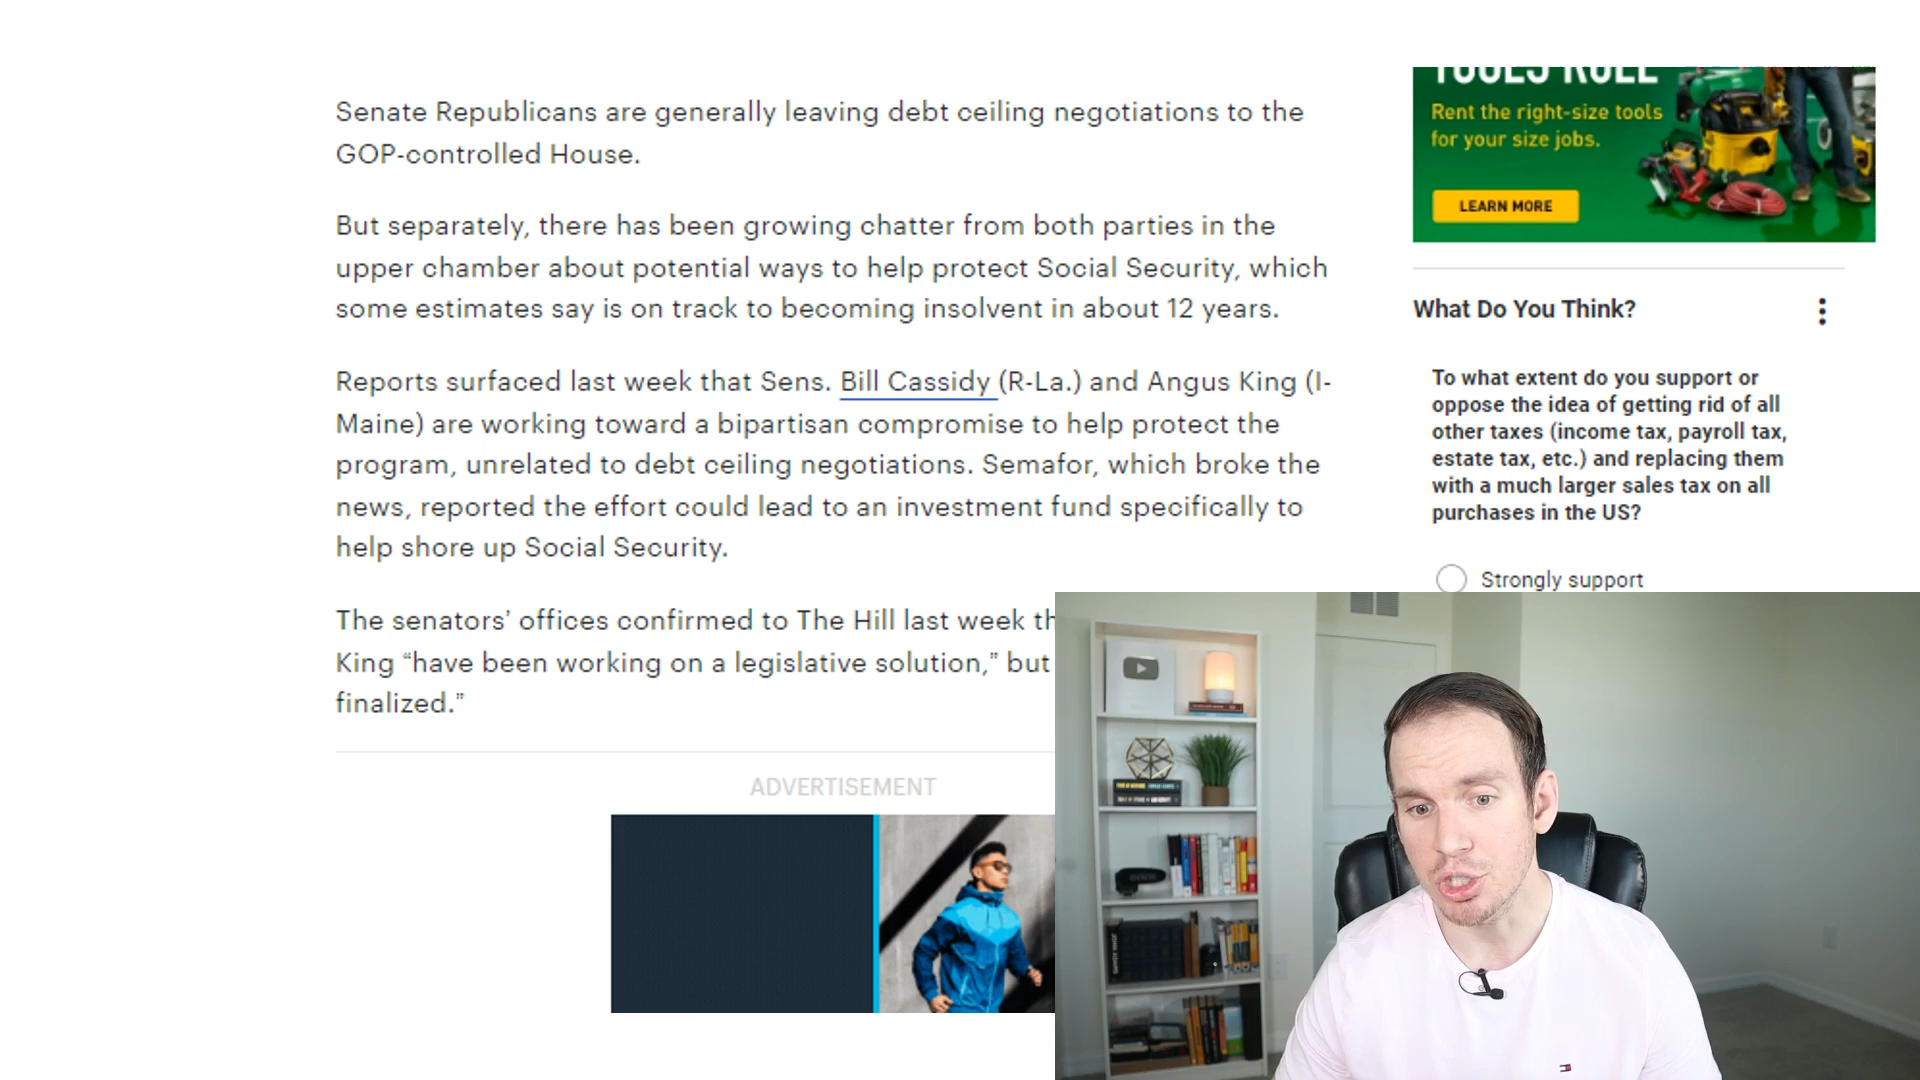 Senate Republicans are generally leaving debt ceiling negotiations to the
GOP-controlled House.
But separately, there has been growing chatter from both parties in the
upper chamber about potential ways to help protect Social Security, which
some estimates say is on track to becoming insolvent in about 12 years.
Reports surfaced last week that Sens. Bill Cassidy (R-La.) and Angus King (I-
Maine) are working toward a bipartisan compromise to help protect the
program, unrelated to debt ceiling negotiations. Semafor, which broke the
news, reported the effort could lead to an investment fund specifically to
help shore up Social Security.
The senators’ offices confirmed to The Hill last week th
King “have been working on a legislative solution,” but
finalized.”
ADVERTISEMENT
TOOLS RULE
Rent the right-size tools
for your size jobs.
LEARN MORE
What Do You Think?
To what extent do you support or
oppose the idea of getting rid of all
other taxes (income tax, payroll tax,
estate tax, etc.) and replacing them
with a much larger sales tax on all
purchases in the US?
Strongly support